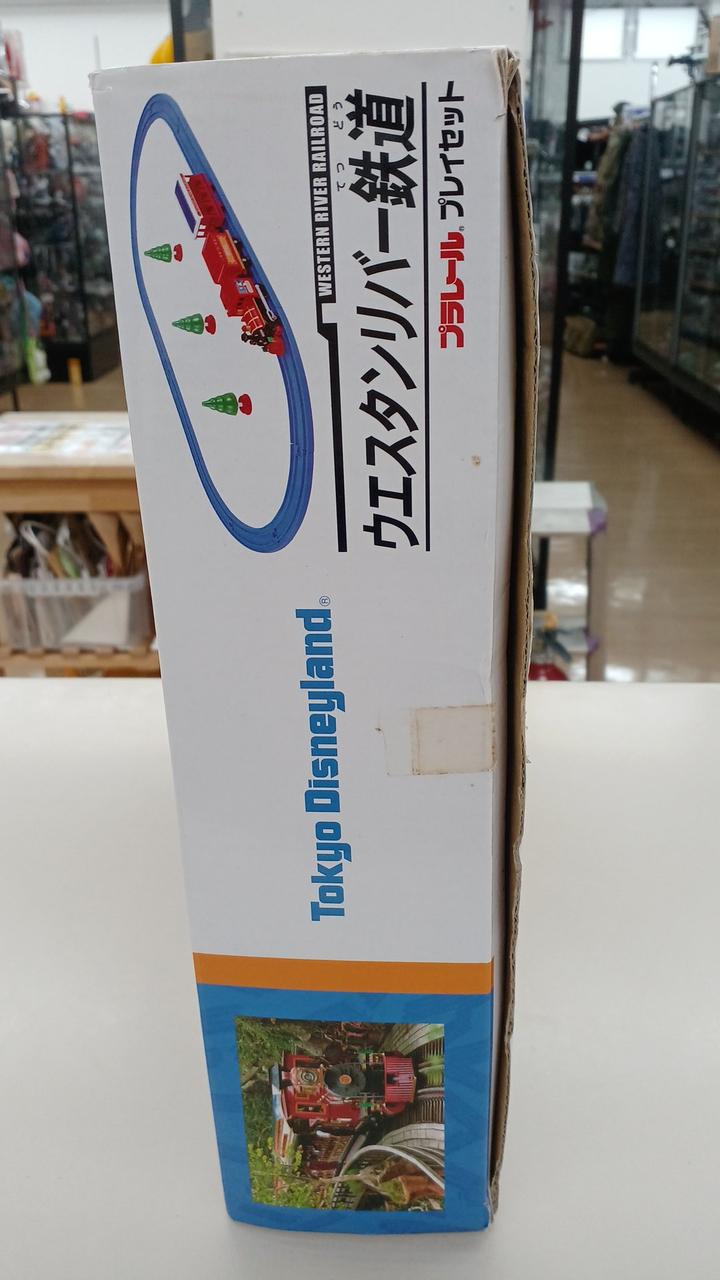 Tokyo Disneyland®
WESTERN RIVER RAILROAD
てつ どう
ウエスタンリバー鉄道
プラレール® プレイセット